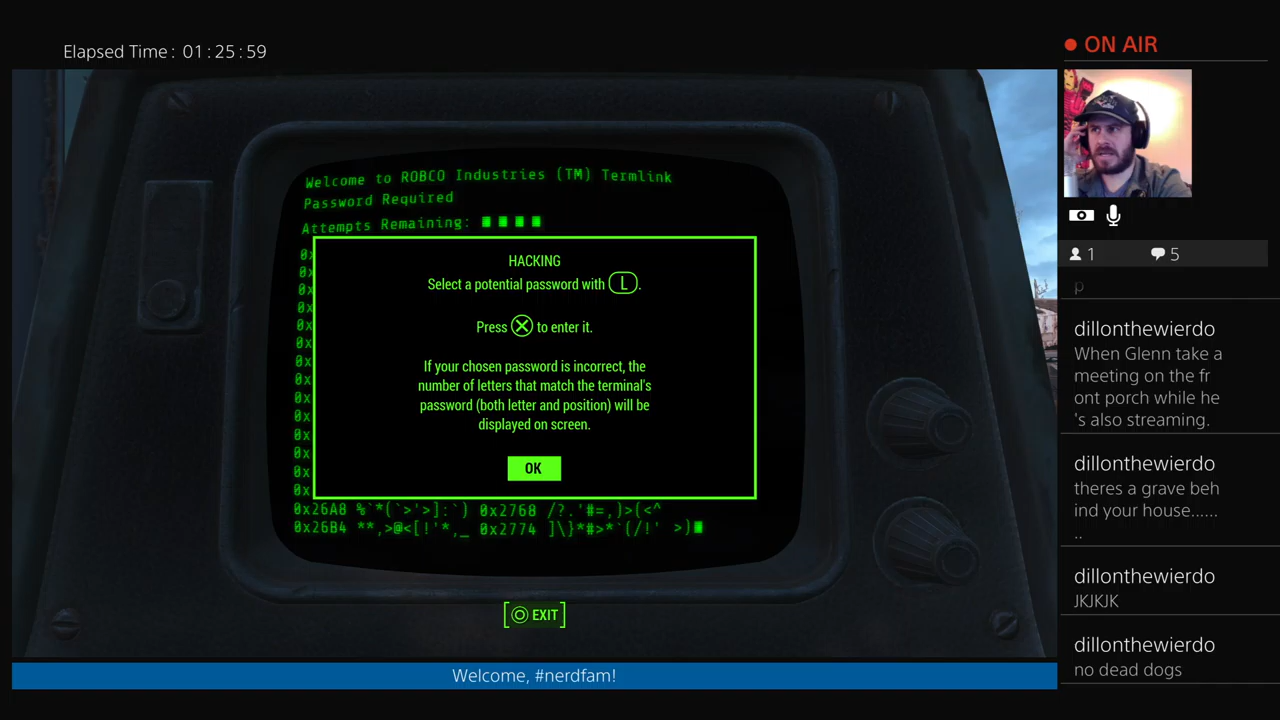 Elapsed Time: 01:25:59
ON AIR
Welcome to ROBCO Industries (TM) Termlink
Password Required
Attempts Remaining:
HACKING
Select a potential password with L.
Press ⓧ to enter it.
If your chosen password is incorrect, the
number of letters that match the terminal's
password (both letter and position) will be
displayed on screen.
OK
0x26A8 %`*(`>'>]:`) 0x2768 /?.'#=,)>(<^
0x26B4 **,>@<[!'*,_ 0x2774 ]\}*#>*`(/!' >)
EXIT
Welcome, #nerdfam!
1
5
p
dillonthewierdo
When Glenn take a
meeting on the fr
ont porch while he
's also streaming.
dillonthewierdo
theres a grave beh
ind your house......
..
dillonthewierdo
JKJKJK
dillonthewierdo
no dead dogs